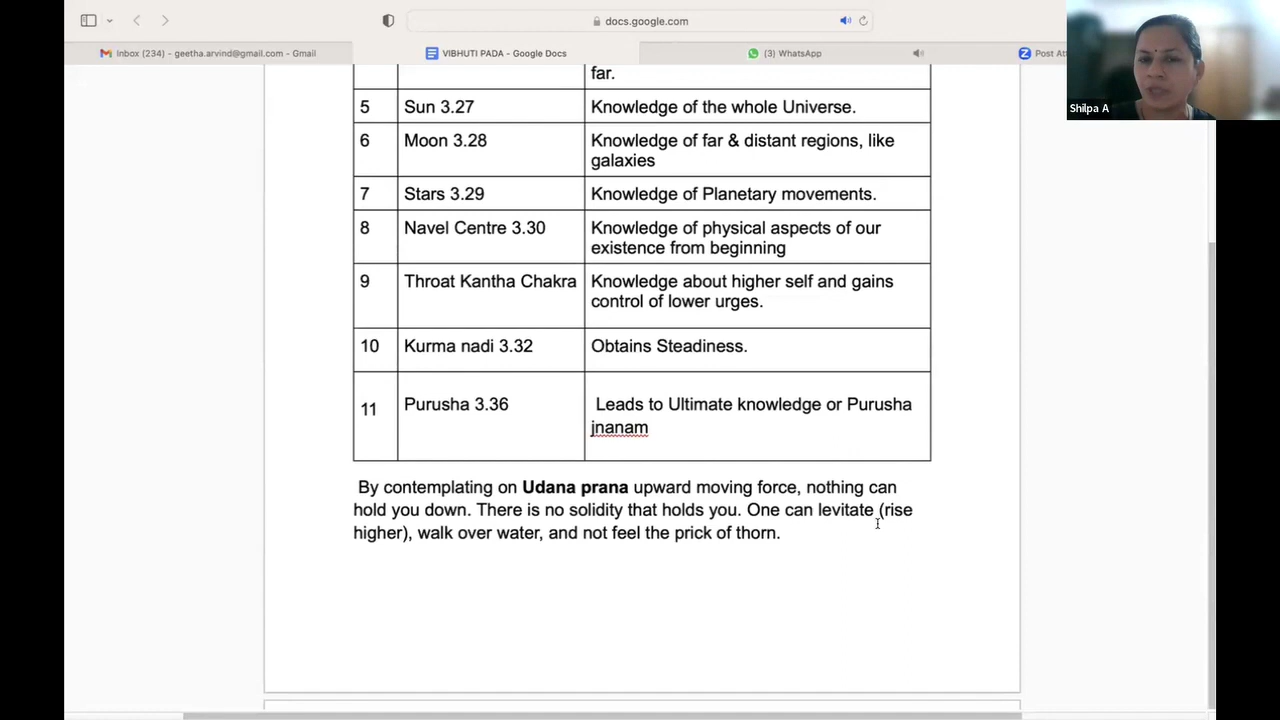 docs.google.com
Inbox (234) - geetha.arvind@gmail.com - Gmail
VIBHUTI PADA - Google Docs
(3) WhatsApp
Post At
Shilpa A
far.
5 Sun 3.27 Knowledge of the whole Universe.
6 Moon 3.28 Knowledge of far & distant regions, like
galaxies
7 Stars 3.29 Knowledge of Planetary movements.
8 Navel Centre 3.30 Knowledge of physical aspects of our
existence from beginning
9 Throat Kantha Chakra Knowledge about higher self and gains
control of lower urges.
10 Kurma nadi 3.32 Obtains Steadiness.
11 Purusha 3.36 Leads to Ultimate knowledge or Purusha
jnanam
By contemplating on Udana prana upward moving force, nothing can
hold you down. There is no solidity that holds you. One can levitate (rise
higher), walk over water, and not feel the prick of thorn.